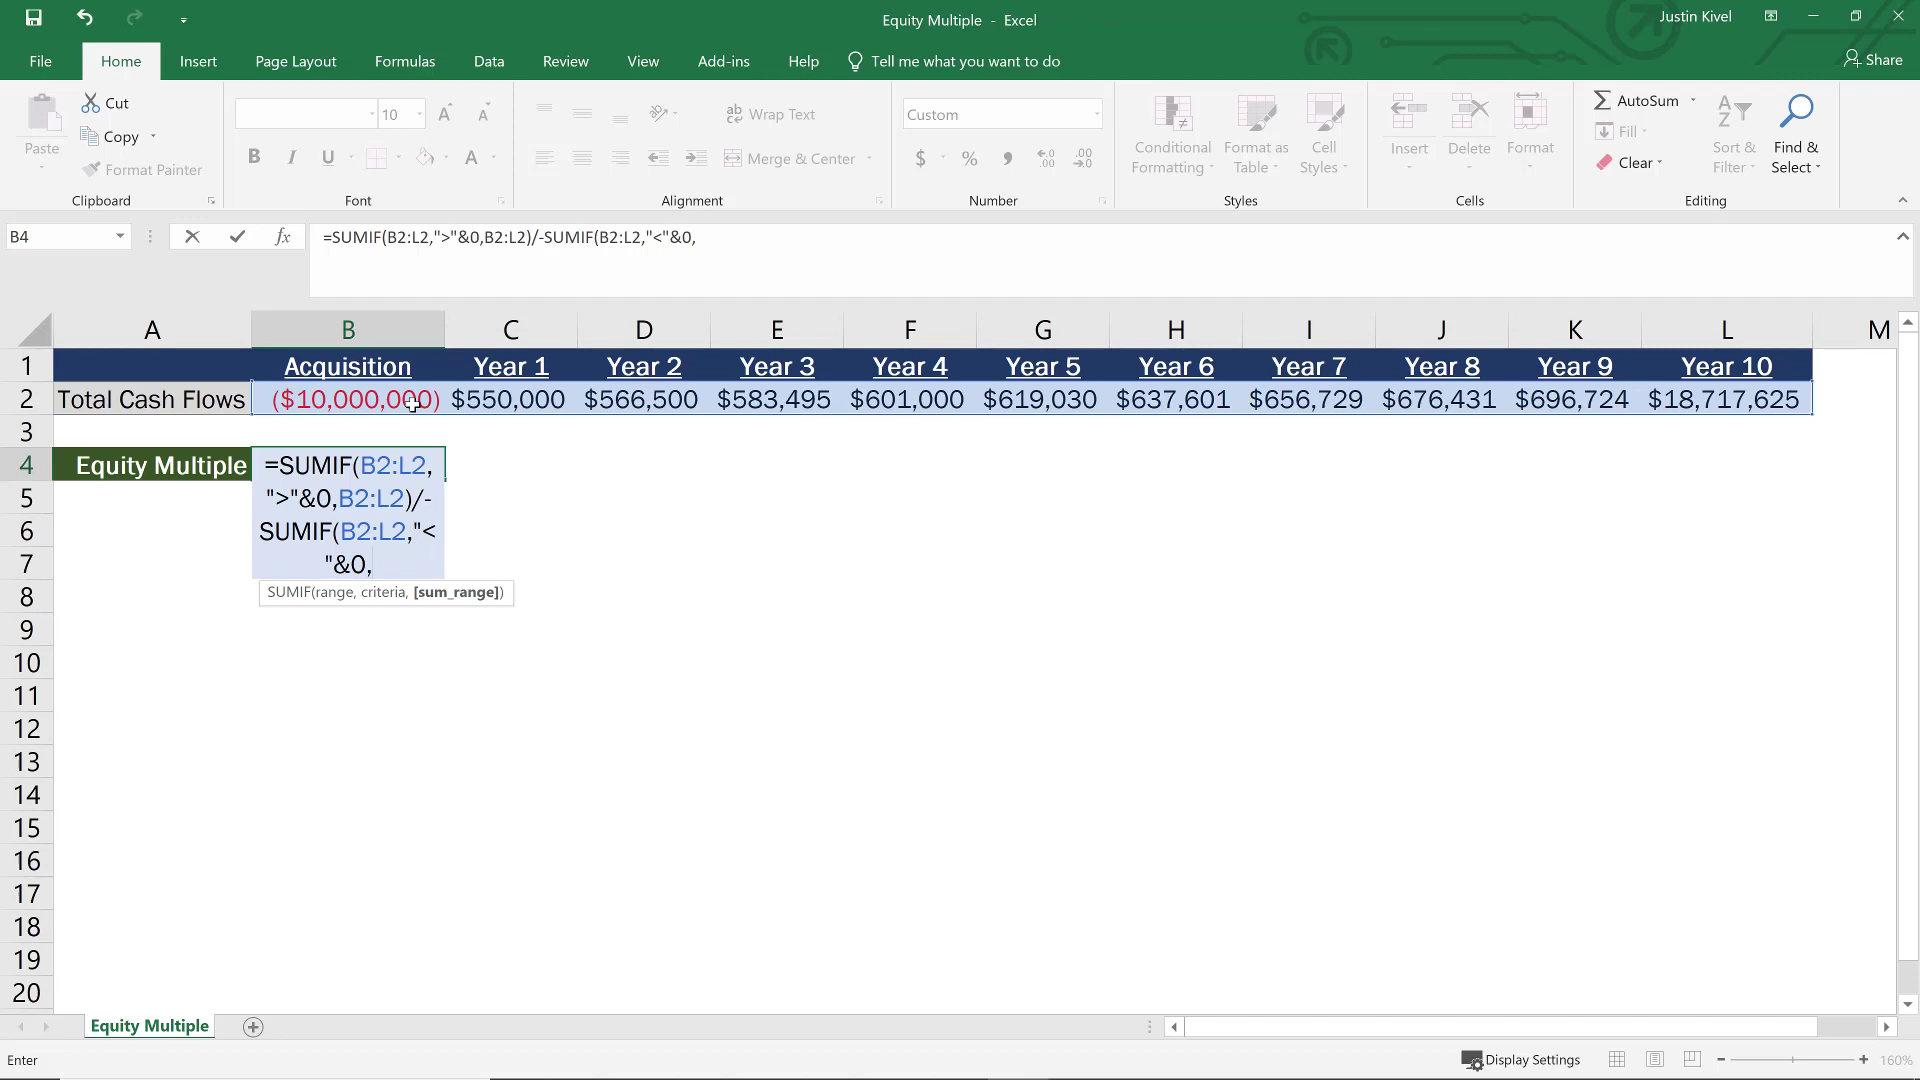 Equity Multiple - Excel
Justin Kivel
File Home Insert Page Layout Formulas Data Review View Add-ins Help Tell me what you want to do Share
Paste
Cut
Copy
Format Painter
Clipboard
10
B I U A
Font
ab Wrap Text
Merge & Center
Alignment
Custom
$ % , .00 .00
Number
Conditional Formatting
Format as Table
Cell Styles
Styles
Insert
Delete
Format
Cells
AutoSum
Fill
Clear
Sort & Filter
Find & Select
Editing
B4 fx =SUMIF(B2:L2,">"&0,B2:L2)/-SUMIF(B2:L2,"<"&0,
A B C D E F G H I J K L M
1 Acquisition Year 1 Year 2 Year 3 Year 4 Year 5 Year 6 Year 7 Year 8 Year 9 Year 10
2 Total Cash Flows ($10,000,000) $550,000 $566,500 $583,495 $601,000 $619,030 $637,601 $656,729 $676,431 $696,724 $18,717,625
3
4 Equity Multiple =SUMIF(B2:L2,
5 ">"&0,B2:L2)/-
6 SUMIF(B2:L2,"<
7 "&0,
8 SUMIF(range, criteria, [sum_range])
9
10
11
12
13
14
15
16
17
18
19
20
Equity Multiple
Enter Display Settings 160%